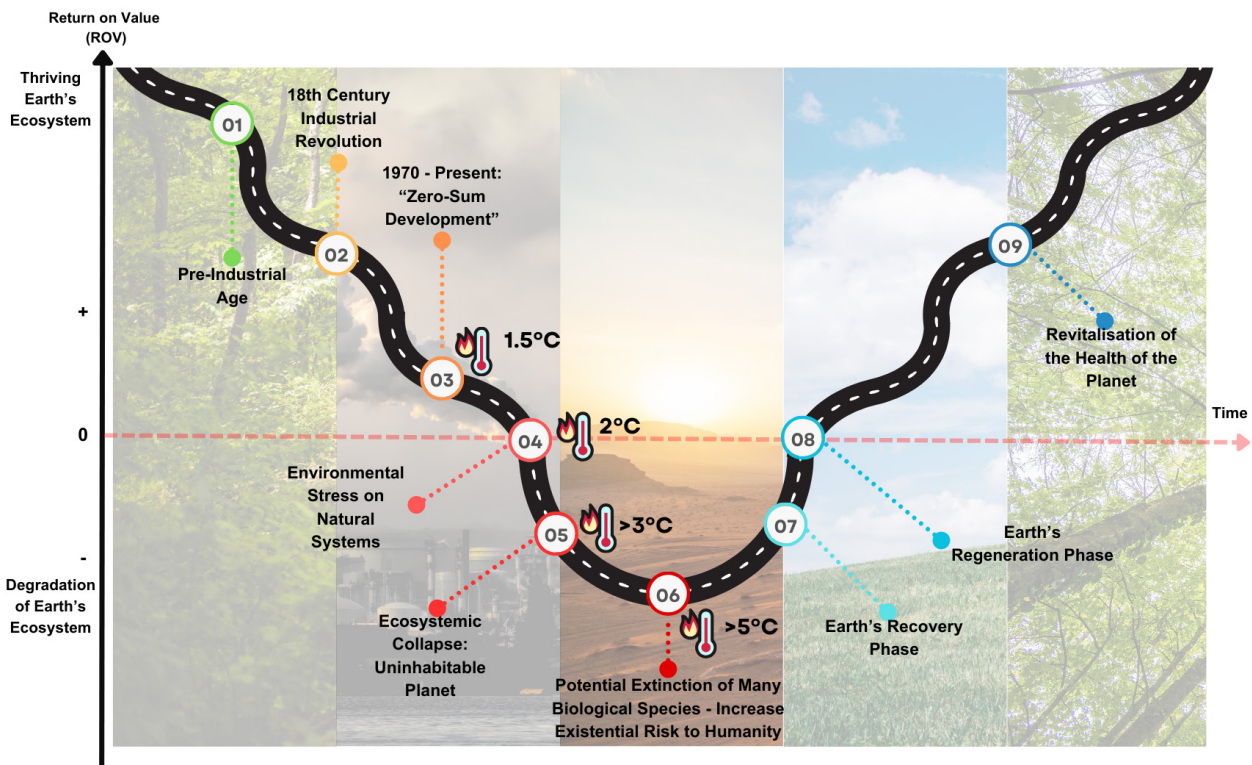 Return on Value
(ROV)
Thriving
Earth's
Ecosystem
01
Pre-Industrial
Age
18th Century
Industrial
Revolution
02
1970 - Present:
“Zero-Sum
Development”
03
1.5°C
+
0
-
Time
04
2°C
Environmental
Stress on
Natural
Systems
05
>3°C
Ecosystemic
Collapse:
Uninhabitable
Planet
06
>5°C
Potential Extinction of Many
Biological Species - Increase
Existential Risk to Humanity
07
Earth's Recovery
Phase
08
Earth's
Regeneration Phase
09
Revitalisation of
the Health of the
Planet
Degradation
of Earth's
Ecosystem